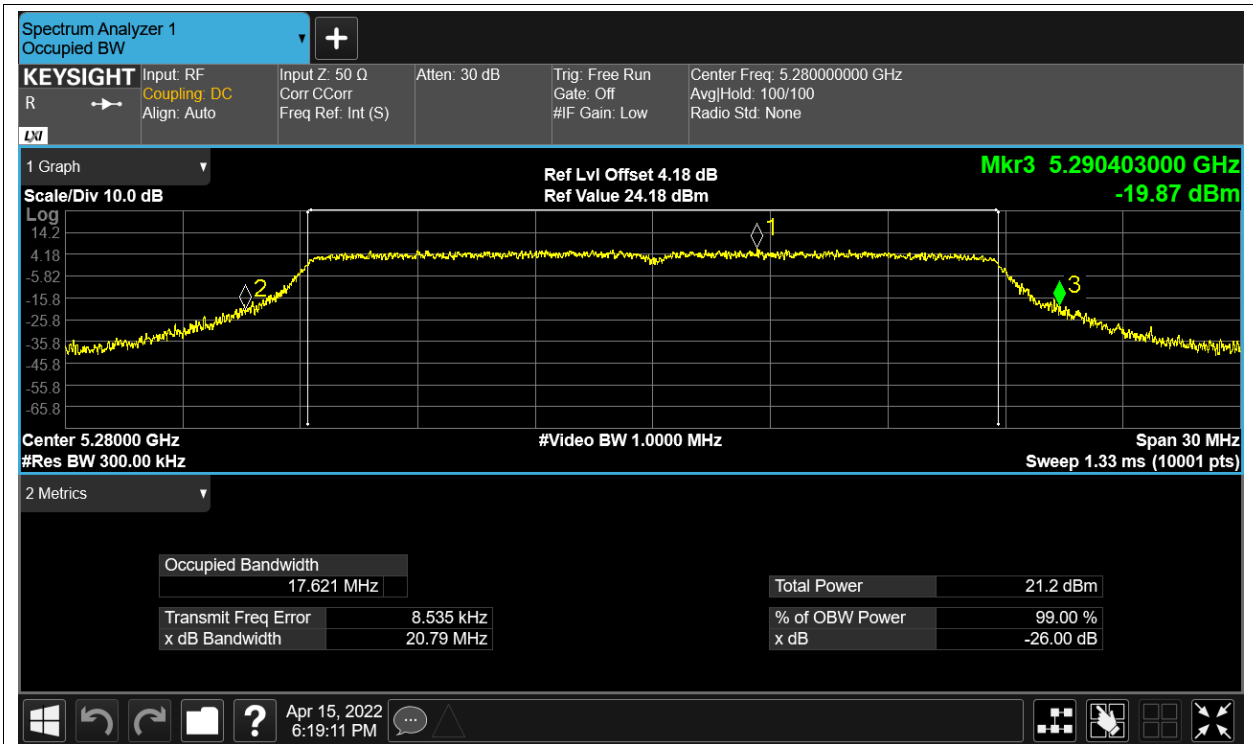 Spectrum Analyzer 1
Occupied BW
+
KEYSIGHT
R
LXI
Input: RF
Coupling: DC
Align: Auto
Input Z: 50 Ω
Corr CCorr
Freq Ref: Int (S)
Atten: 30 dB
Trig: Free Run
Gate: Off
#IF Gain: Low
Center Freq: 5.280000000 GHz
Avg|Hold: 100/100
Radio Std: None
1 Graph
Scale/Div 10.0 dB
Ref Lvl Offset 4.18 dB
Ref Value 24.18 dBm
Mkr3 5.290403000 GHz
-19.87 dBm
Log
14.2
4.18
-5.82
-15.8
-25.8
-35.8
-45.8
-55.8
-65.8
1
2
3
Center 5.28000 GHz
#Video BW 1.0000 MHz
Span 30 MHz
#Res BW 300.00 kHz
Sweep 1.33 ms (10001 pts)
2 Metrics
Occupied Bandwidth
17.621 MHz
Total Power 21.2 dBm
Transmit Freq Error 8.535 kHz
% of OBW Power 99.00 %
x dB Bandwidth 20.79 MHz
x dB -26.00 dB
?
Apr 15, 2022
6:19:11 PM